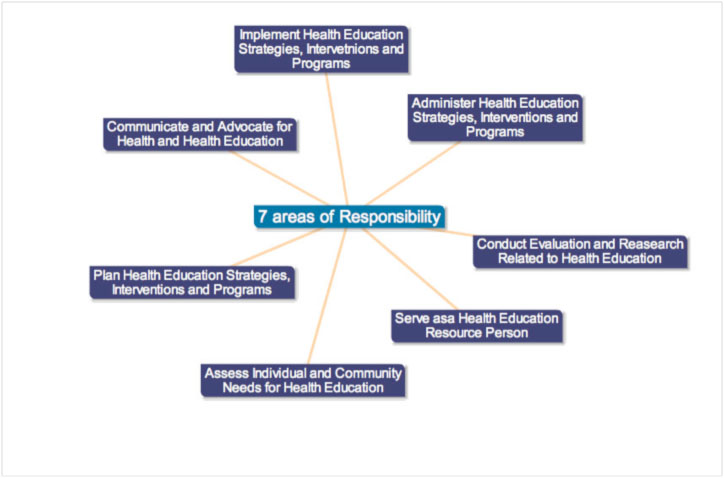 Implement Health Education
Strategies, Intervetnions and
Programs
Administer Health Education
Strategies, Interventions and
Programs
Communicate and Advocate for
Health and Health Education
7 areas of Responsibility
Conduct Evaluation and Reasearch
Related to Health Education
Plan Health Education Strategies,
Interventions and Programs
Serve asa Health Education
Resource Person
Assess Individual and Community
Needs for Health Education